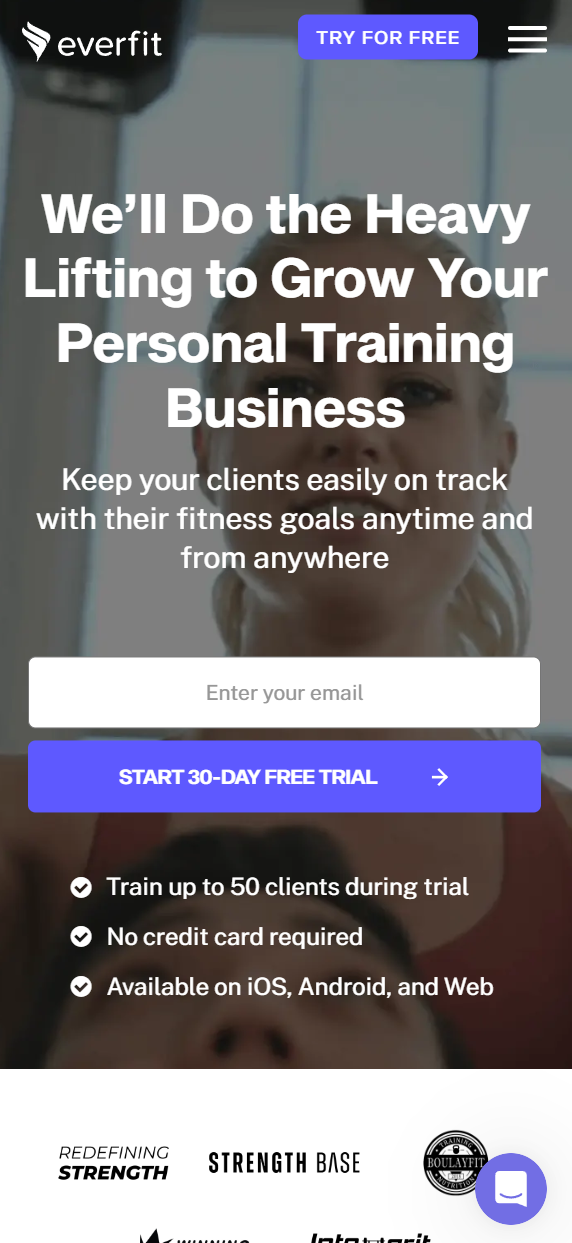 everfit
TRY FOR FREE
We’ll Do the Heavy
Lifting to Grow Your
Personal Training
Business
Keep your clients easily on track
with their fitness goals anytime and
from anywhere
Enter your email
START 30-DAY FREE TRIAL
Train up to 50 clients during trial
No credit card required
Available on iOS, Android, and Web
REDEFINING
STRENGTH
STRENGTH BASE
TRAINING
BOULAYFIT
NUTRITION
WINNING